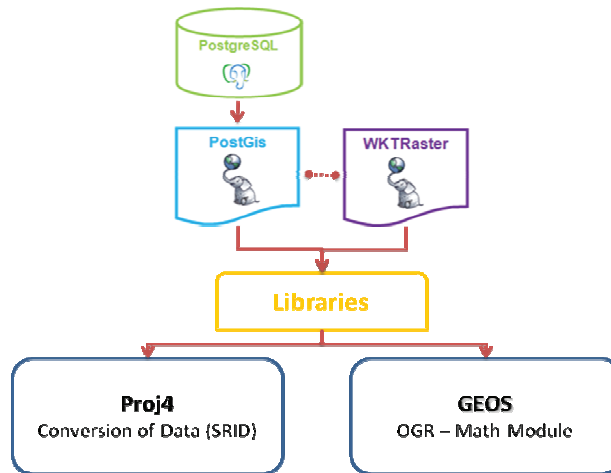 PostgreSQL
PostGis
WKTRaster
Libraries
Proj4
Conversion of Data (SRID)
GEOS
OGR – Math Module